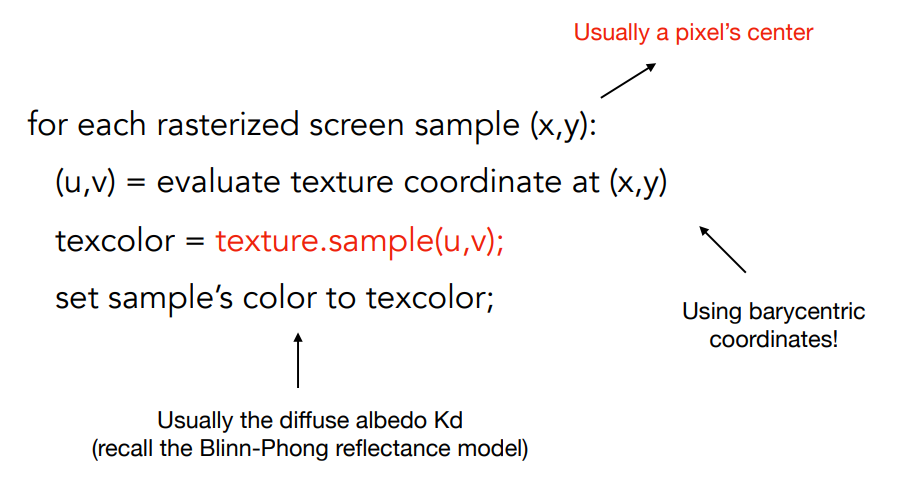 Usually a pixel’s center
for each rasterized screen sample (x,y):
(u,v) = evaluate texture coordinate at (x,y)
texcolor = texture.sample(u,v);
set sample’s color to texcolor;
Using barycentric
coordinates!
Usually the diffuse albedo Kd
(recall the Blinn-Phong reflectance model)